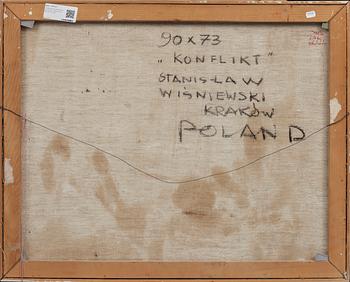 90 x 73
„KONFLIKT"
STANISŁAW
WIŚNIEWSKI
KRAKÓW
POLAND